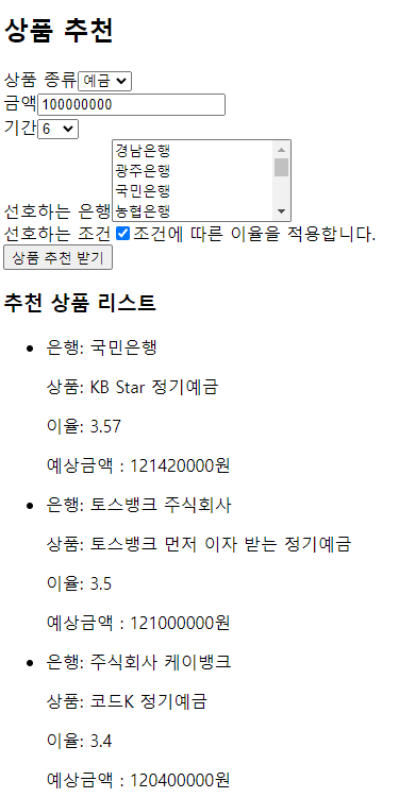 상품 추천
상품 종류 예금
금액 100000000
기간 6
경남은행
광주은행
국민은행
선호하는 은행 농협은행
선호하는 조건 조건에 따른 이율을 적용합니다.
상품 추천 받기
추천 상품 리스트
은행: 국민은행
상품: KB Star 정기예금
이율: 3.57
예상금액 : 121420000원
은행: 토스뱅크 주식회사
상품: 토스뱅크 먼저 이자 받는 정기예금
이율: 3.5
예상금액 : 121000000원
은행: 주식회사 케이뱅크
상품: 코드K 정기예금
이율: 3.4
예상금액 : 120400000원